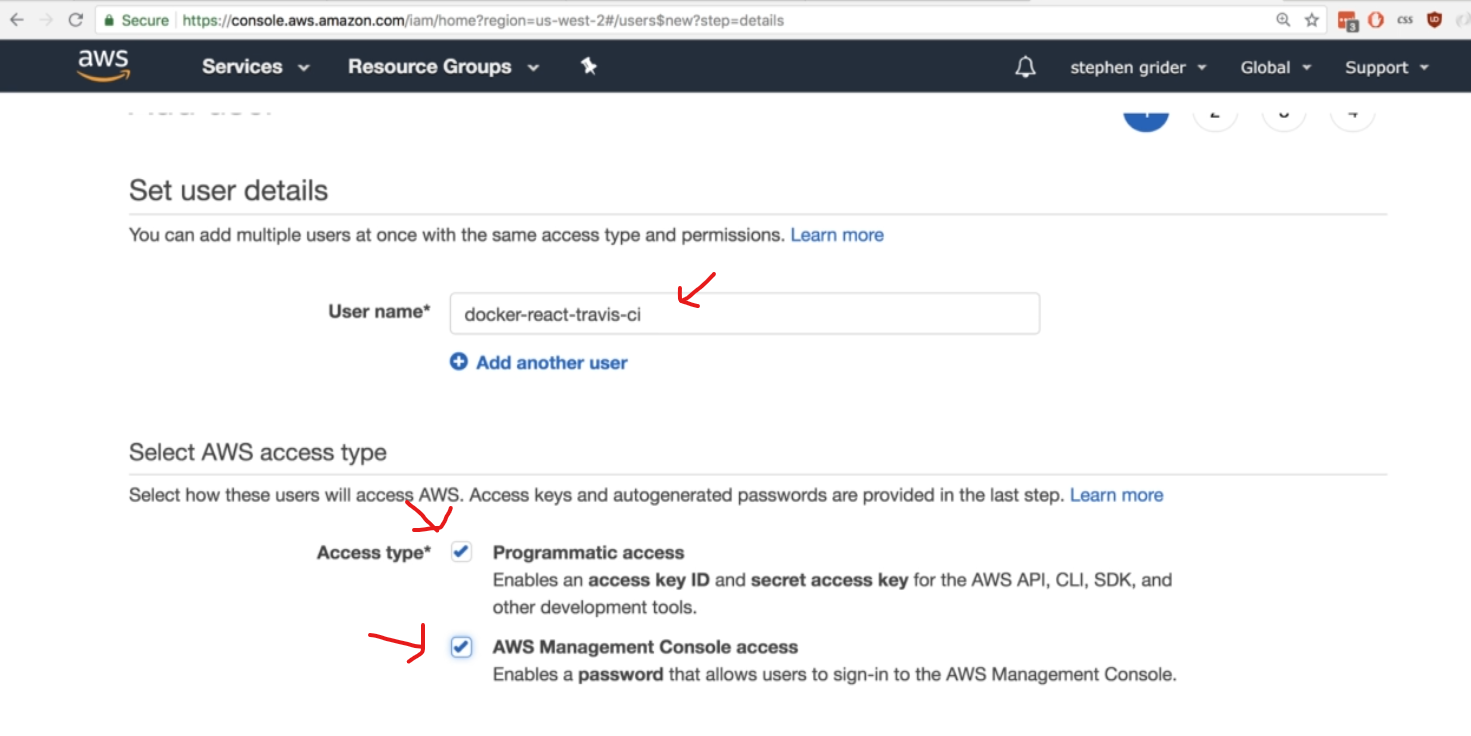 Secure https://console.aws.amazon.com/iam/home?region=us-west-2#/users$new?step=details
3 CSS
aws Services Resource Groups stephen grider Global Support
Set user details
You can add multiple users at once with the same access type and permissions. Learn more
User name* docker-react-travis-ci
Add another user
Select AWS access type
Select how these users will access AWS. Access keys and autogenerated passwords are provided in the last step. Learn more
Access type* Programmatic access
Enables an access key ID and secret access key for the AWS API, CLI, SDK, and
other development tools.
AWS Management Console access
Enables a password that allows users to sign-in to the AWS Management Console.